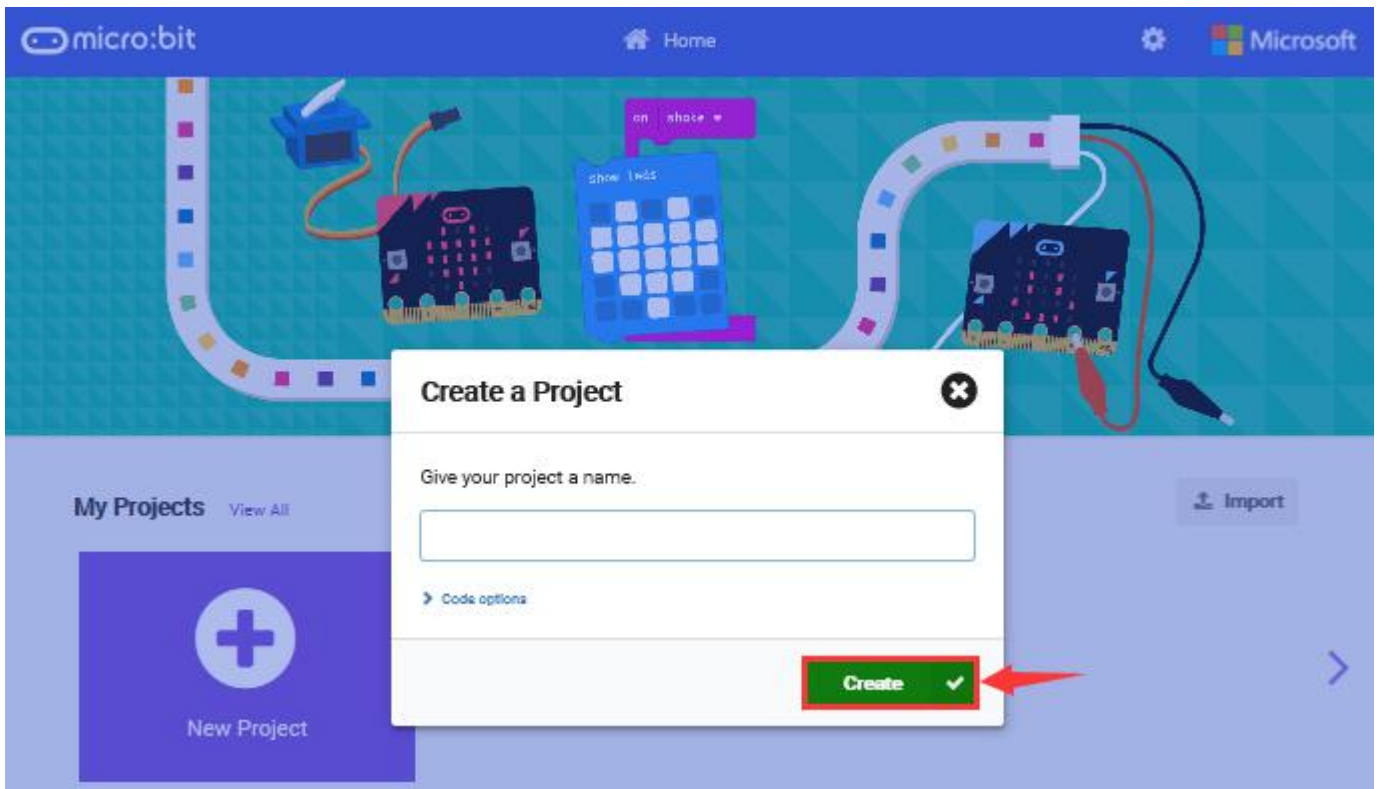 micro:bit
Home
Microsoft
on shake
show leds
Create a Project
Give your project a name.
Code options
Create
My Projects View All
Import
New Project